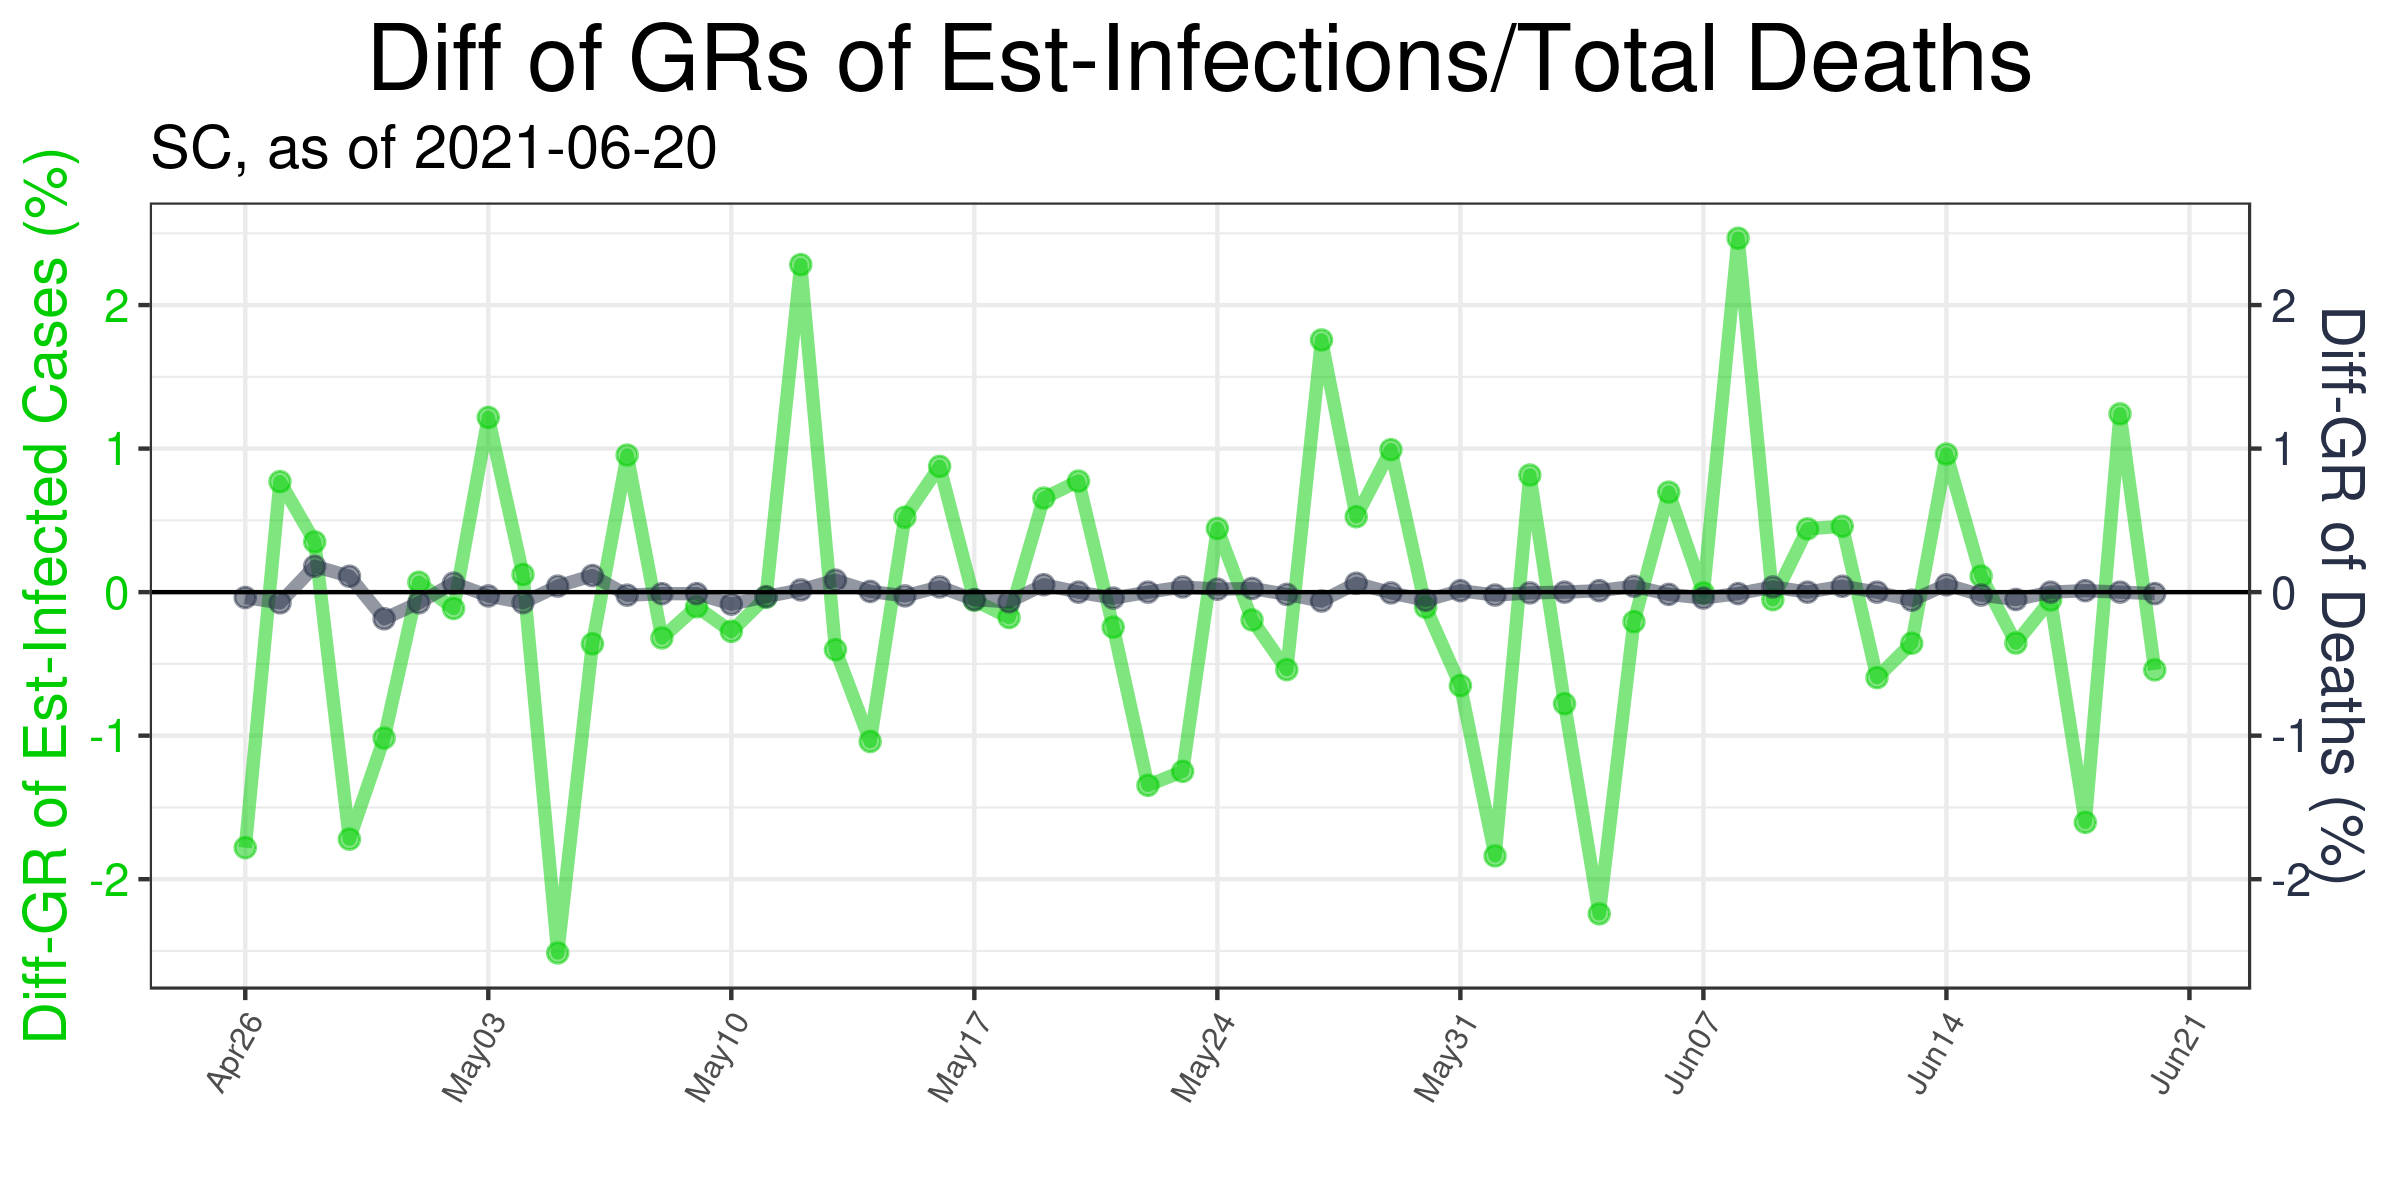 Diff of GRs of Est-Infections/Total Deaths
SC, as of 2021-06-20
Diff-GR of Est-Infected Cases (%)
2
1
0
-1
-2
2
1
0
-1
-2
Diff-GR of Deaths (%)
Apr26
May03
May10
May17
May24
May31
Jun07
Jun14
Jun21